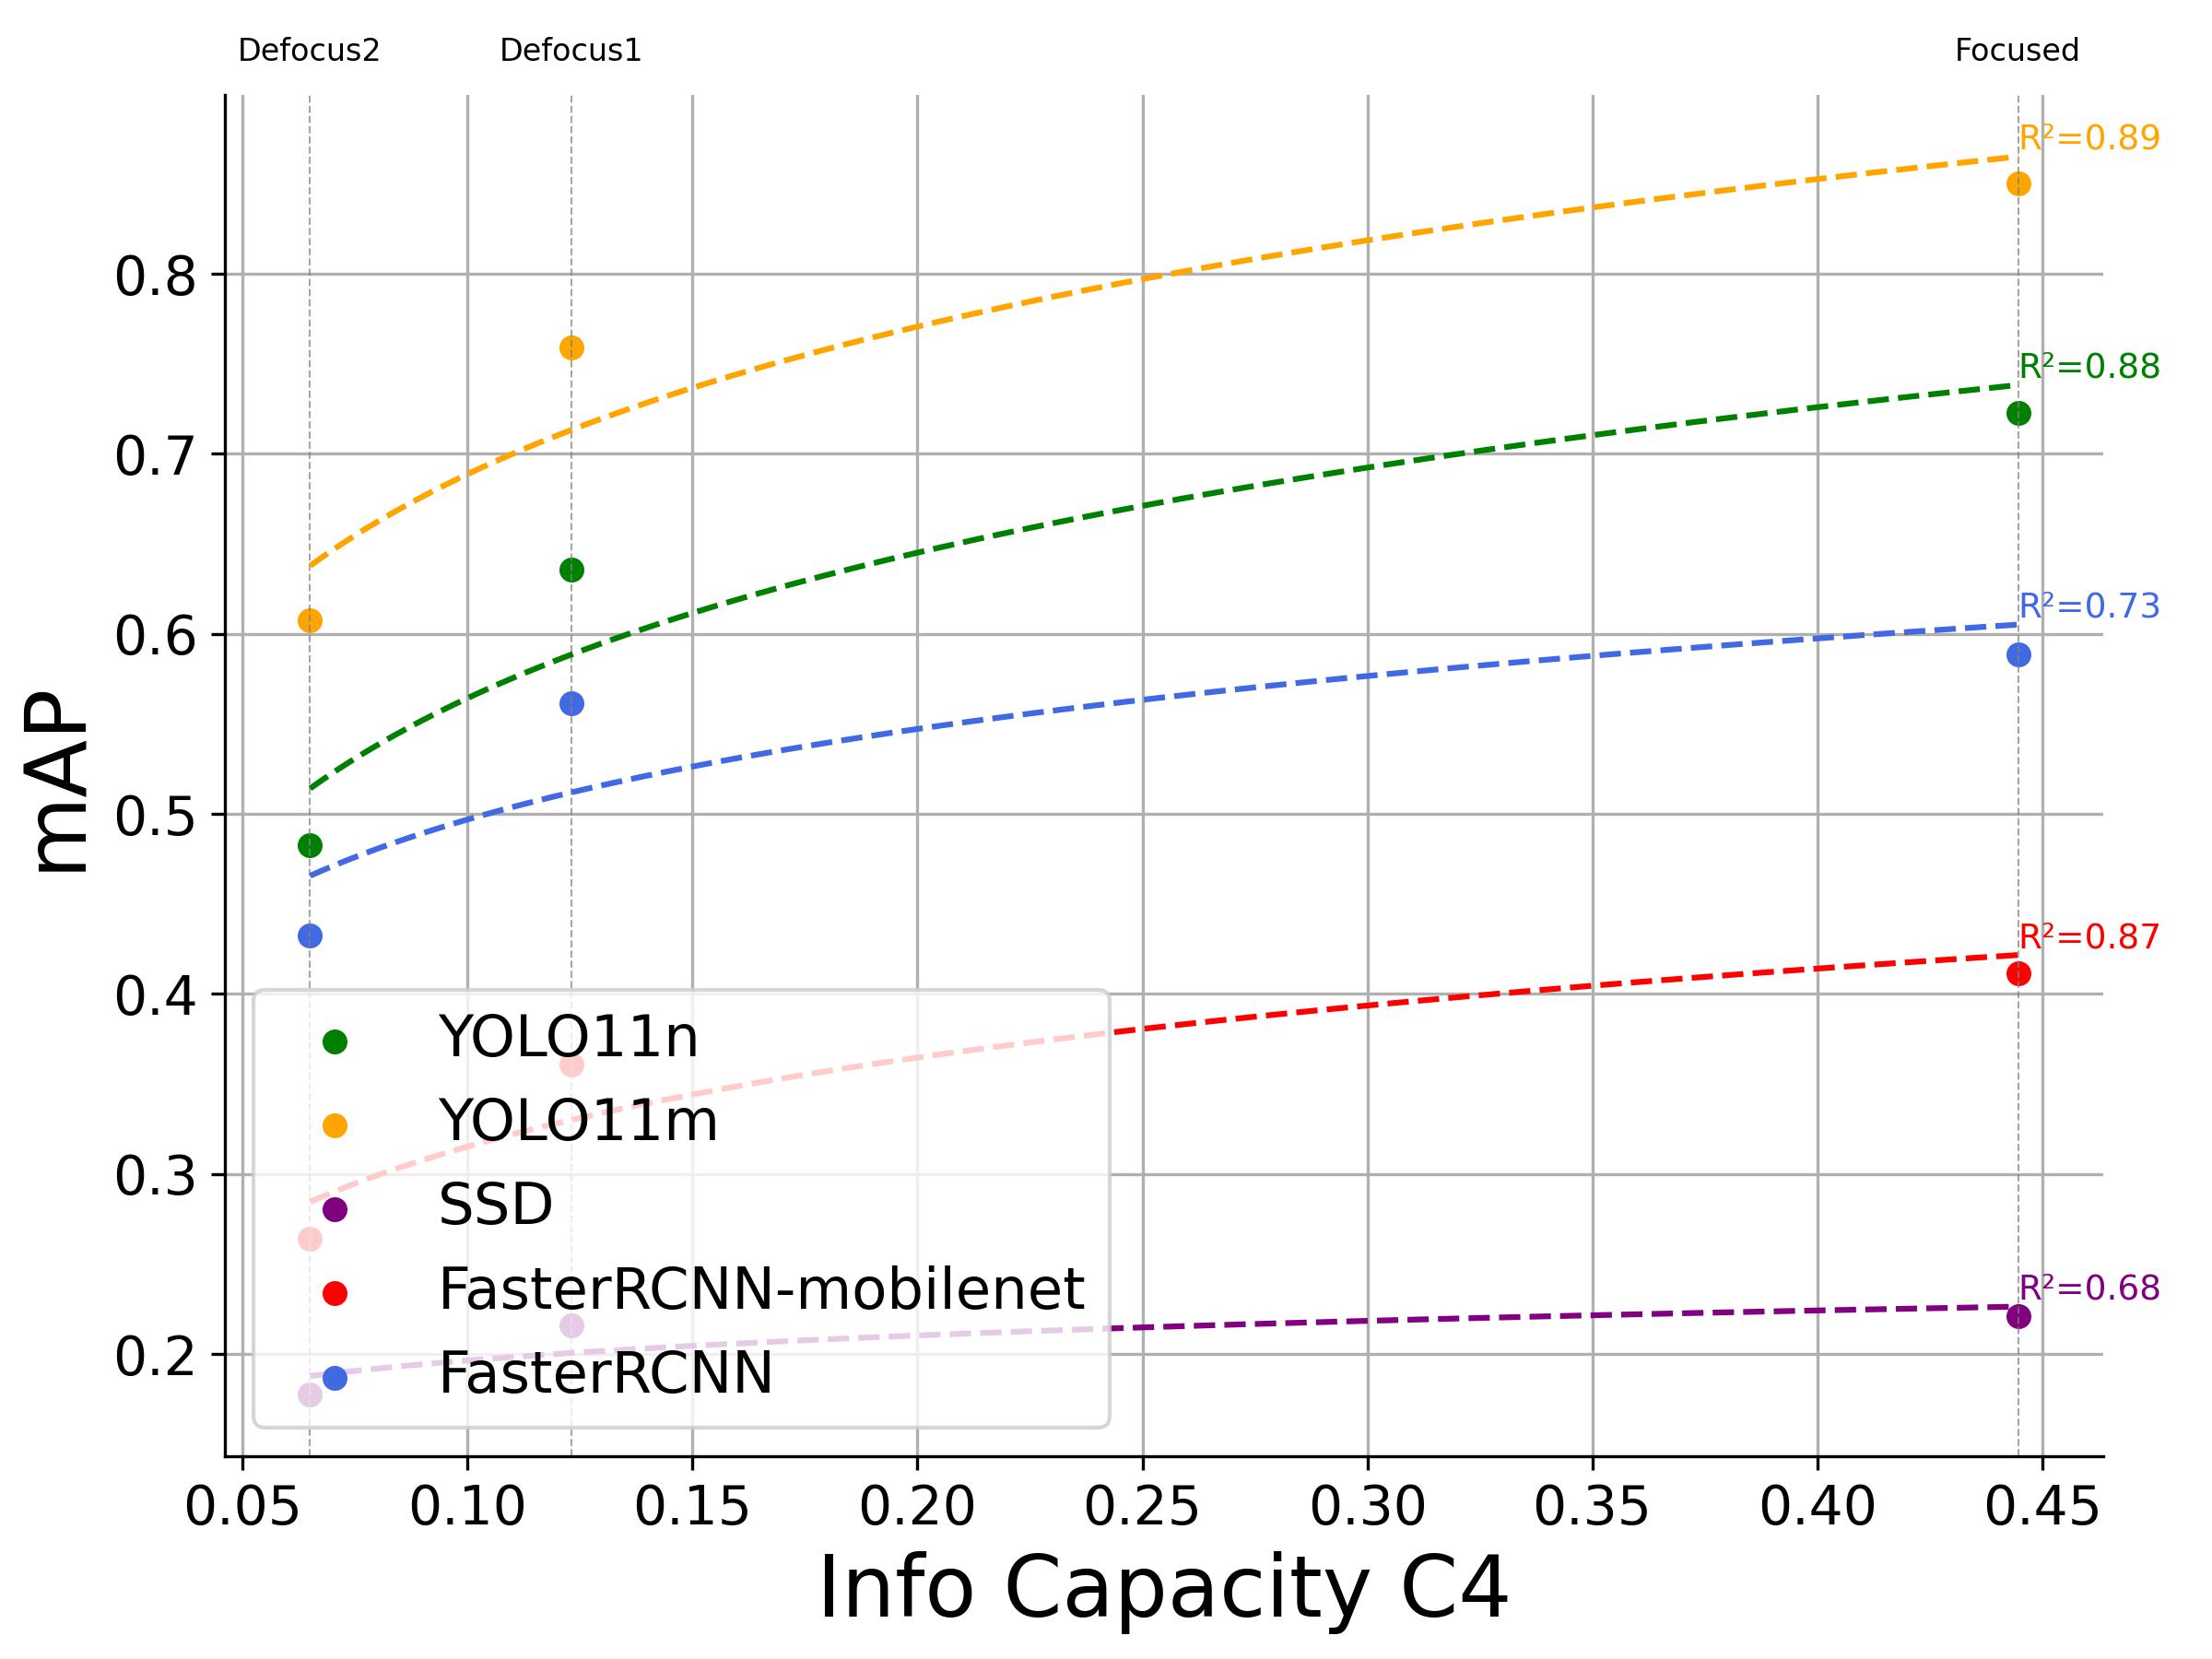 Defocus2 Defocus1 Focused
R²=0.89
R²=0.88
R²=0.73
R²=0.87
R²=0.68
mAP
0.8
0.7
0.6
0.5
0.4
0.3
0.2
YOLO11n
YOLO11m
SSD
FasterRCNN-mobilenet
FasterRCNN
0.05 0.10 0.15 0.20 0.25 0.30 0.35 0.40 0.45
Info Capacity C4